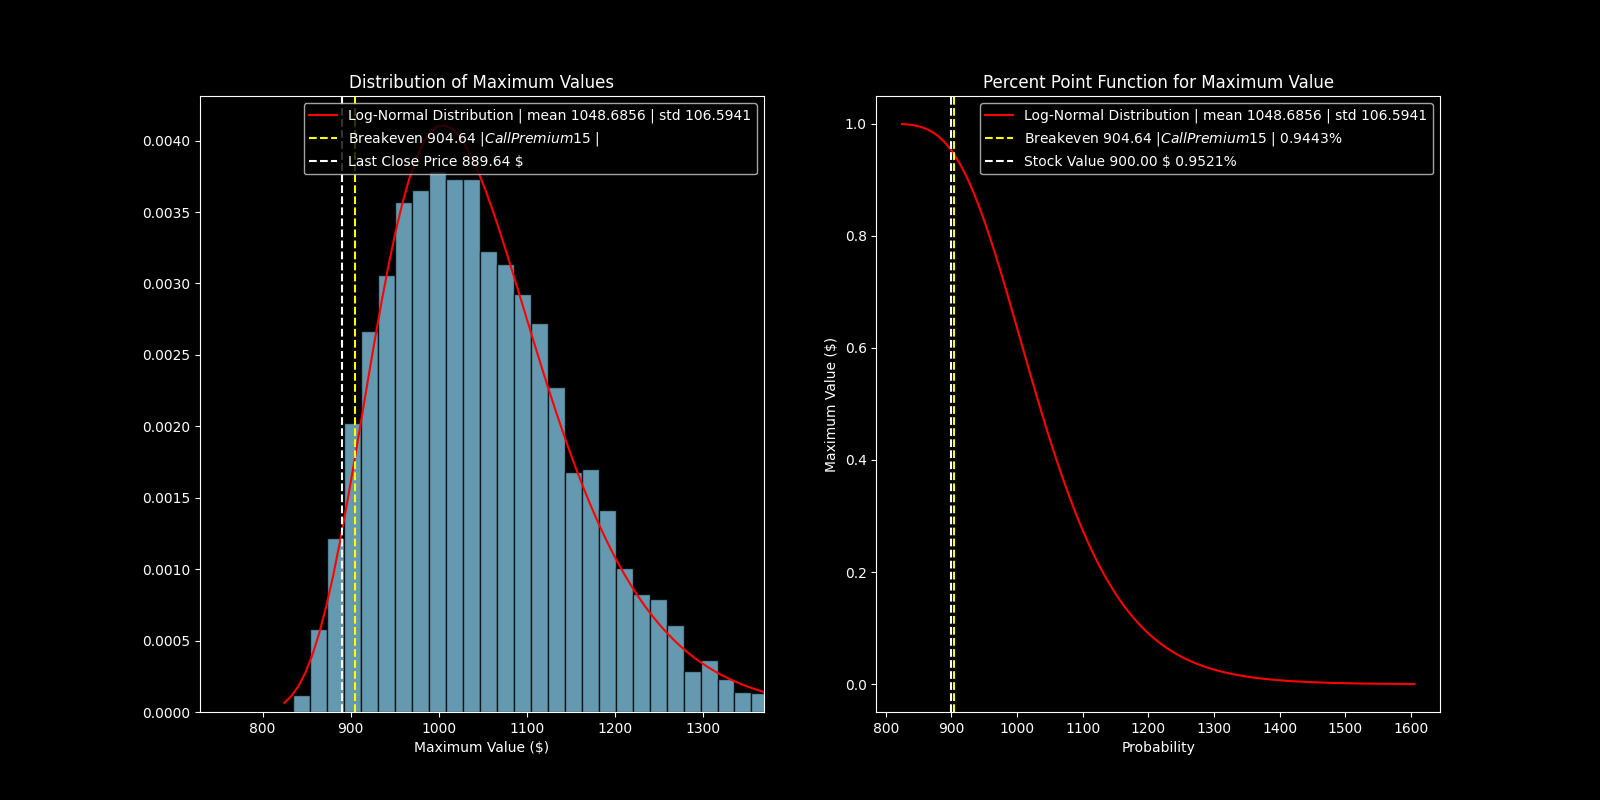 Distribution of Maximum Values
Log-Normal Distribution | mean 1048.6856 | std 106.5941
Breakeven 904.64 |CallPremium15 |
Last Close Price 889.64 $
0.0040
0.0035
0.0030
0.0025
0.0020
0.0015
0.0010
0.0005
0.0000
800 900 1000 1100 1200 1300
Maximum Value ($)
Percent Point Function for Maximum Value
Log-Normal Distribution | mean 1048.6856 | std 106.5941
Breakeven 904.64 |CallPremium15 | 0.9443%
Stock Value 900.00 $ 0.9521%
Maximum Value ($)
1.0
0.8
0.6
0.4
0.2
0.0
800 900 1000 1100 1200 1300 1400 1500 1600
Probability